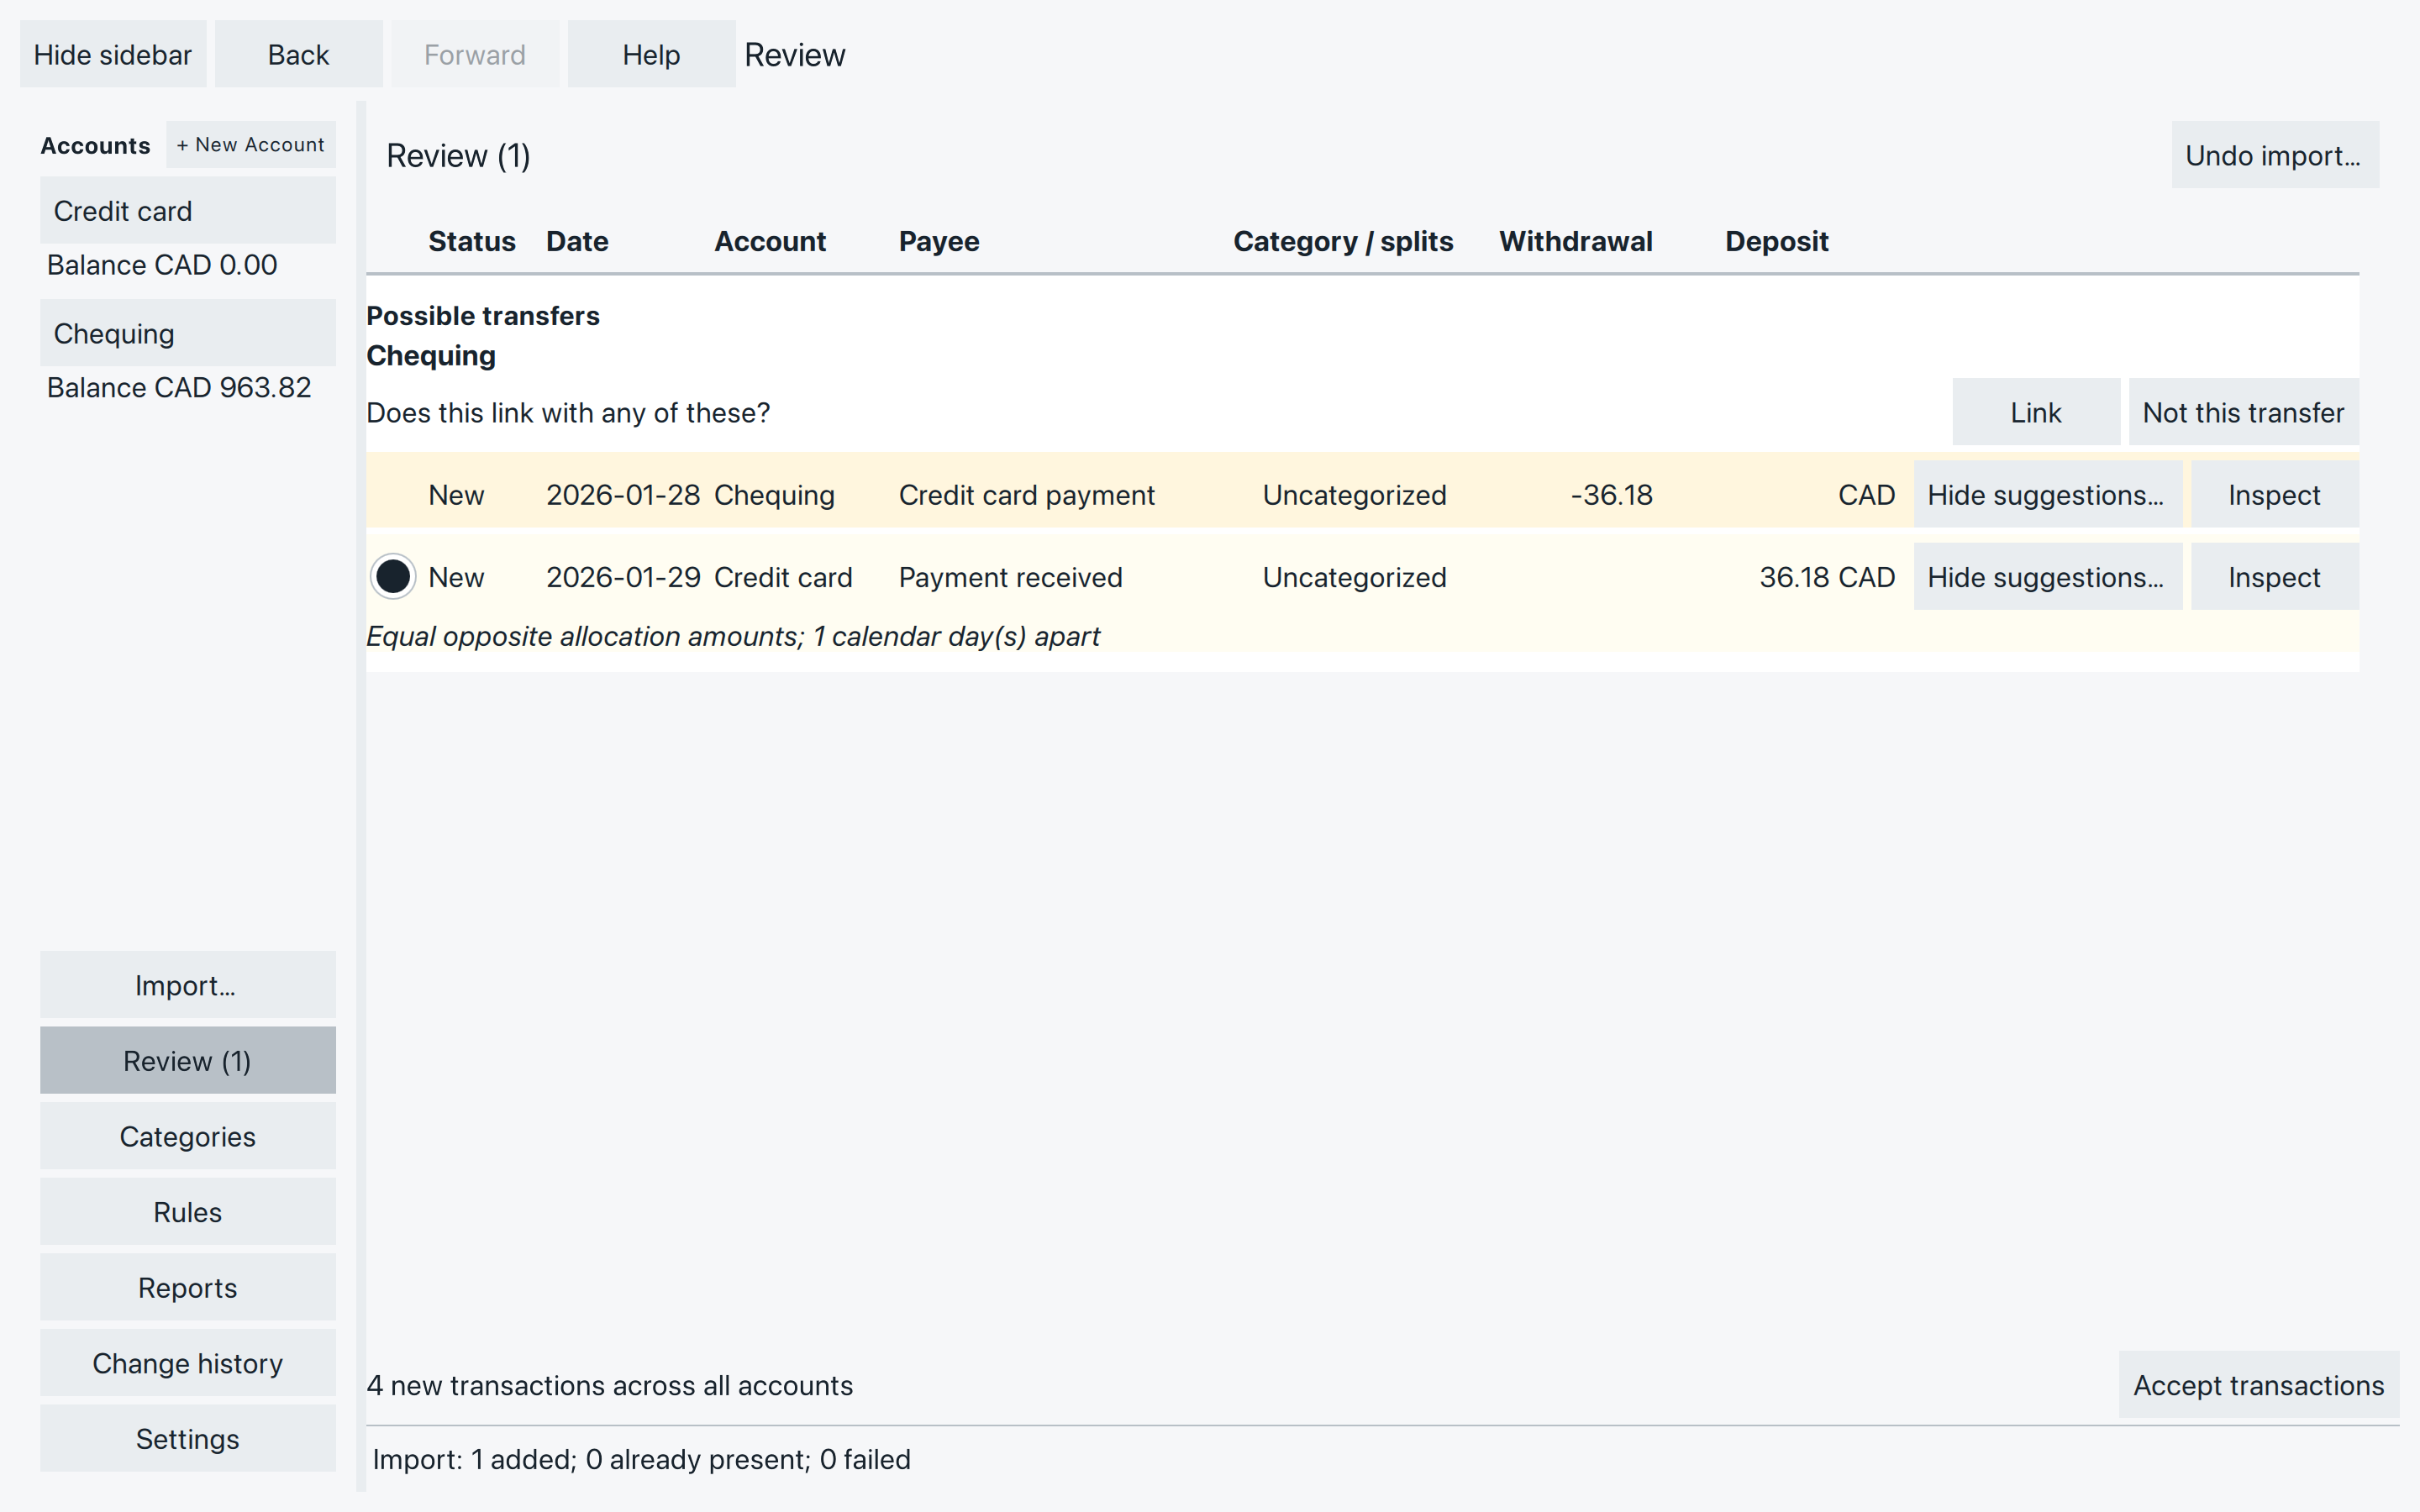 Hide sidebar Back Forward Help Review
Accounts + New Account
Credit card
Balance CAD 0.00
Chequing
Balance CAD 963.82
Import...
Review (1)
Categories
Rules
Reports
Change history
Settings
Review (1) Undo import...
Status Date Account Payee Category / splits Withdrawal Deposit
Possible transfers
Chequing
Does this link with any of these? Link Not this transfer
New 2026-01-28 Chequing Credit card payment Uncategorized -36.18 CAD Hide suggestions... Inspect
New 2026-01-29 Credit card Payment received Uncategorized 36.18 CAD Hide suggestions... Inspect
Equal opposite allocation amounts; 1 calendar day(s) apart
4 new transactions across all accounts Accept transactions
Import: 1 added; 0 already present; 0 failed